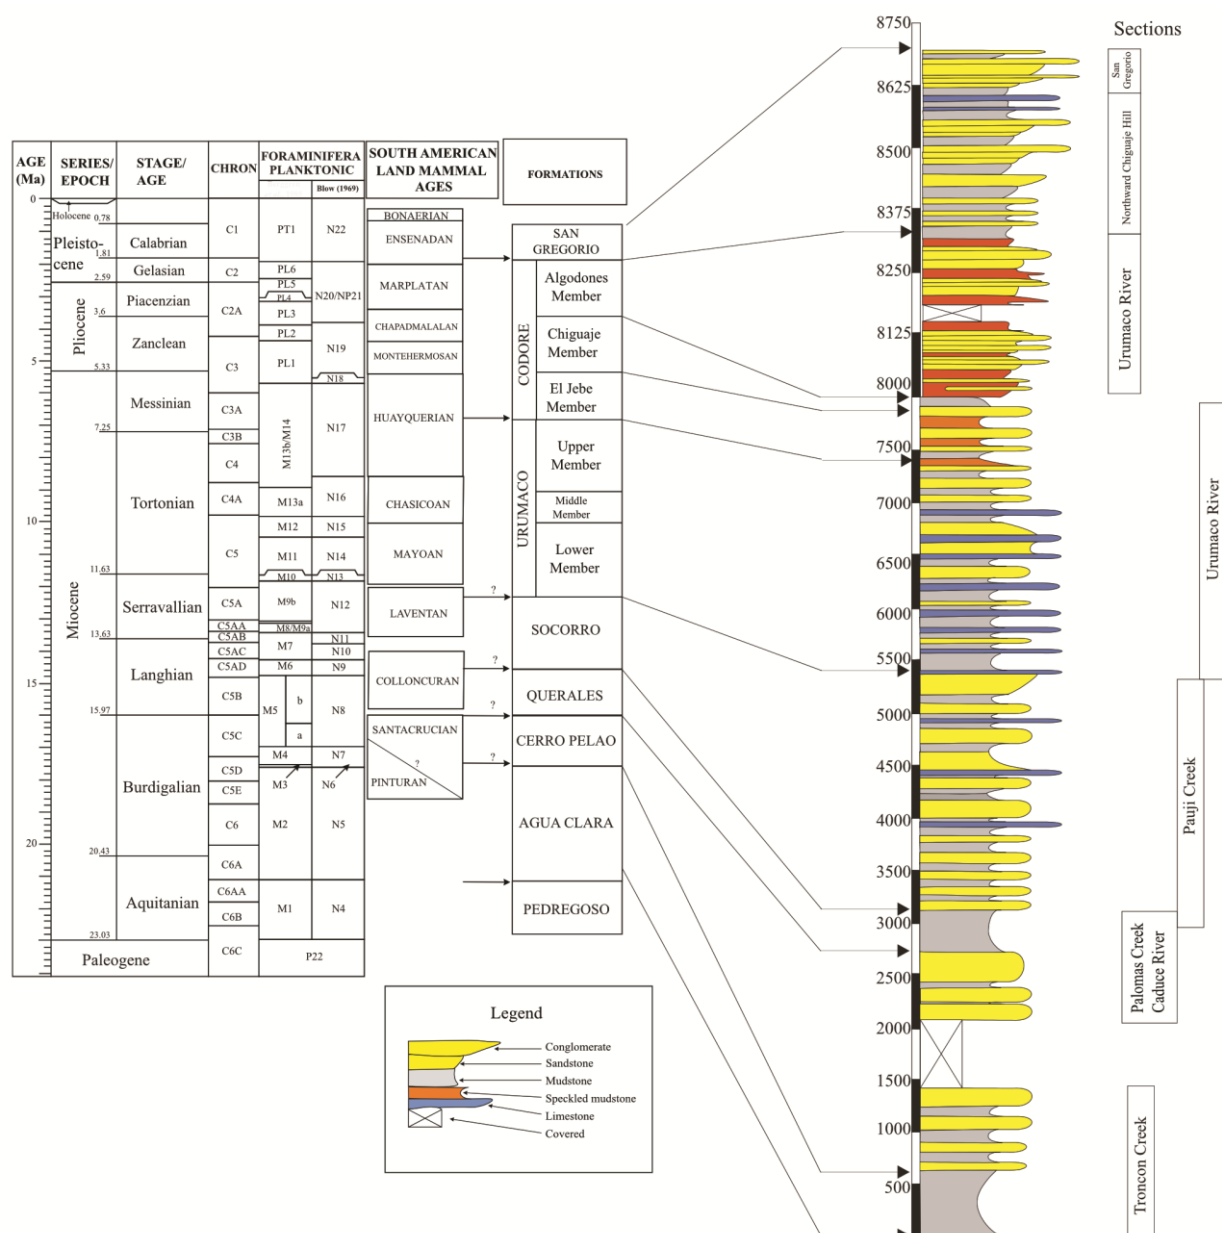 AGE
(Ma)
SERIES/
EPOCH
STAGE/
AGE
CHRON
FORAMINIFERA
PLANKTONIC
Blow (1969)
SOUTH AMERICAN
LAND MAMMAL
AGES
FORMATIONS
0
5
10
15
20
Holocene
Pleisto-
cene
Pliocene
Miocene
Paleogene
0.78
1.81
2.59
3.6
5.33
7.25
11.63
13.63
15.97
20.43
23.03
Calabrian
Gelasian
Piacenzian
Zanclean
Messinian
Tortonian
Serravallian
Langhian
Burdigalian
Aquitanian
C1
C2
C2A
C3
C3A
C3B
C4
C4A
C5
C5A
C5AA
C5AB
C5AC
C5AD
C5B
C5C
C5D
C5E
C6
C6A
C6AA
C6B
C6C
PT1
PL6
PL5
PL4
PL3
PL2
PL1
M13b/M14
M13a
M12
M11
M10
M9b
M8/M9a
M7
M6
M5
b
a
M4
M3
M2
M1
P22
N22
N20/NP21
N19
N18
N17
N16
N15
N14
N13
N12
N11
N10
N9
N8
N7
N6
N5
N4
BONAERIAN
ENSENADAN
MARPLATAN
CHAPADMALALAN
MONTEHERMOSAN
HUAYQUERIAN
CHASICOAN
MAYOAN
LAVENTAN
COLLONCURAN
SANTACRUCIAN
?
PINTURAN
?
?
?
?
SAN
GREGORIO
CODORE
Algodones
Member
Chiguaje
Member
El Jebe
Member
URUMACO
Upper
Member
Middle
Member
Lower
Member
SOCORRO
QUERALES
CERRO PELAO
AGUA CLARA
PEDREGOSO
Legend
Conglomerate
Sandstone
Mudstone
Speckled mudstone
Limestone
Covered
8750
8625
8500
8375
8250
8125
8000
7500
7000
6500
6000
5500
5000
4500
4000
3500
3000
2500
2000
1500
1000
500
Sections
San
Gregorio
Northward Chiguaje Hill
Urumaco River
Urumaco River
Pauji Creek
Palomas Creek
Caduce River
Troncon Creek